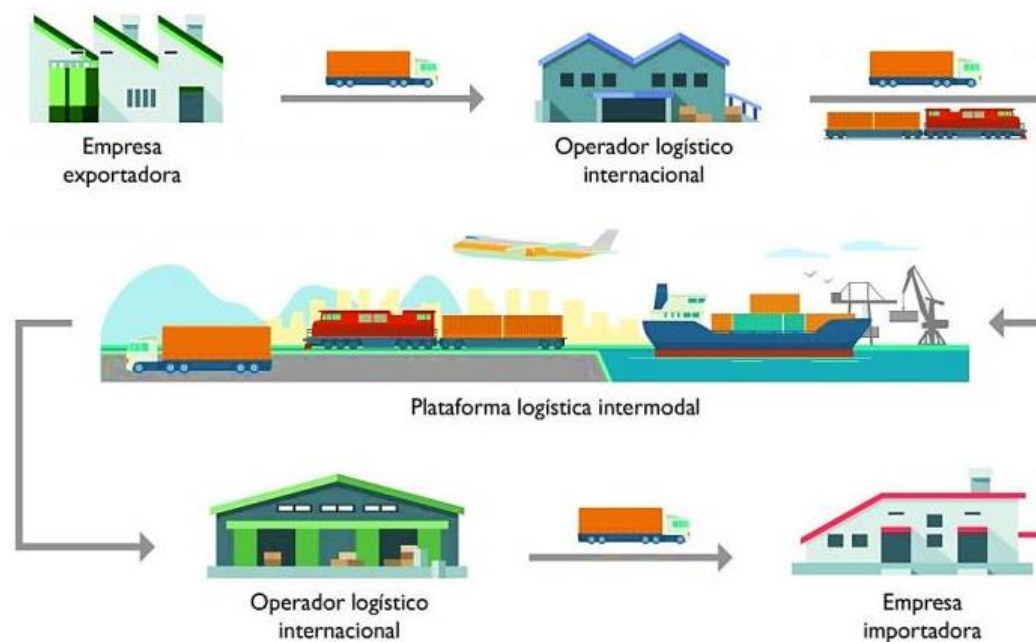 Empresa
exportadora
Operador logístico
internacional
Plataforma logística intermodal
Operador logístico
internacional
Empresa
importadora